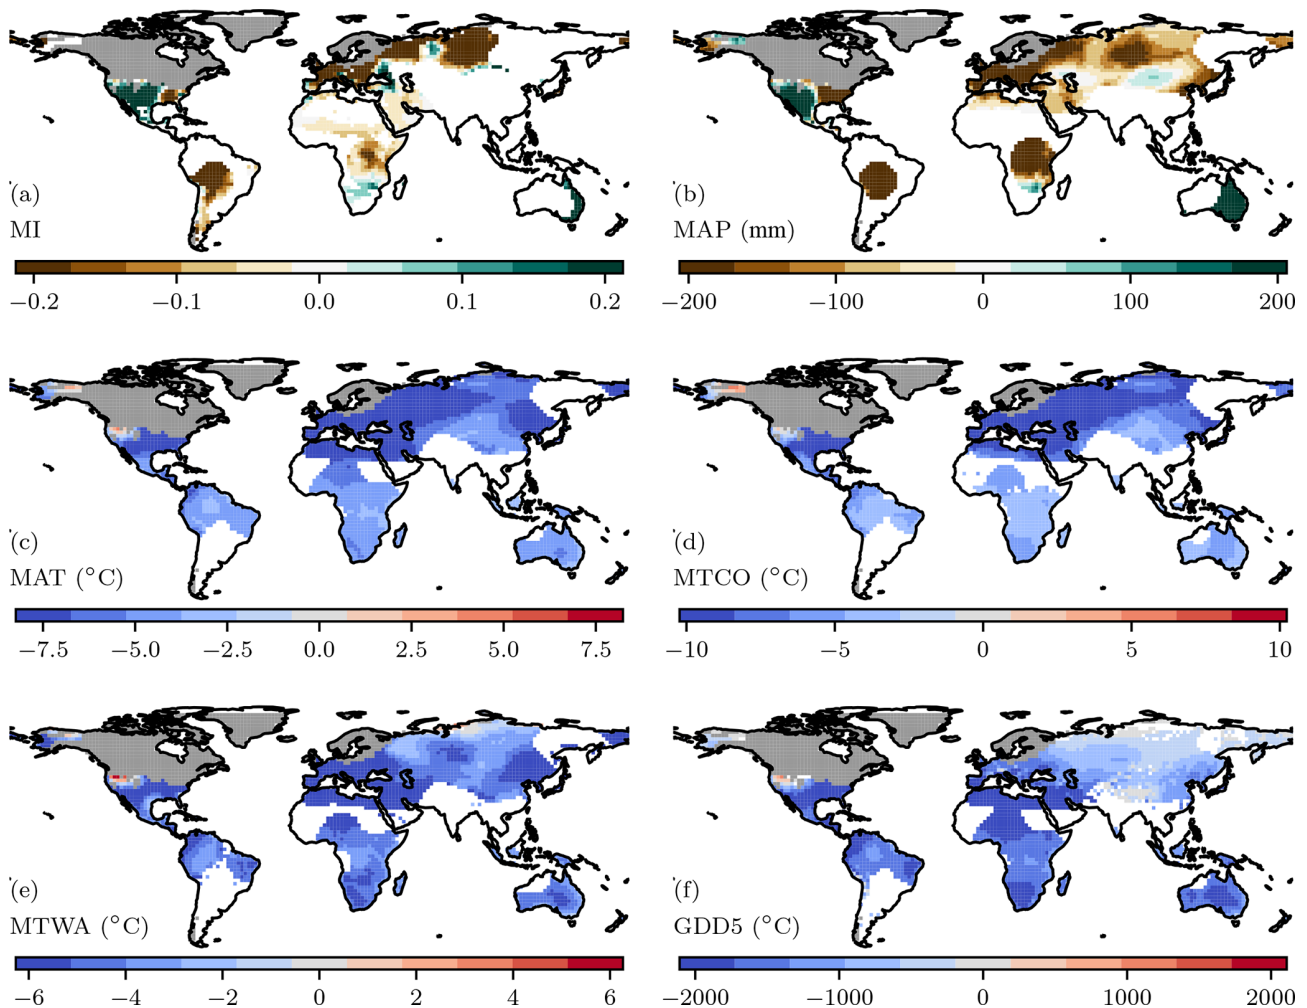 (a)
MI
−0.2 −0.1 0.0 0.1 0.2
(b)
MAP (mm)
−200 −100 0 100 200
(c)
MAT (°C)
−7.5 −5.0 −2.5 0.0 2.5 5.0 7.5
(d)
MTCO (°C)
−10 −5 0 5 10
(e)
MTWA (°C)
−6 −4 −2 0 2 4 6
(f)
GDD5 (°C)
−2000 −1000 0 1000 2000